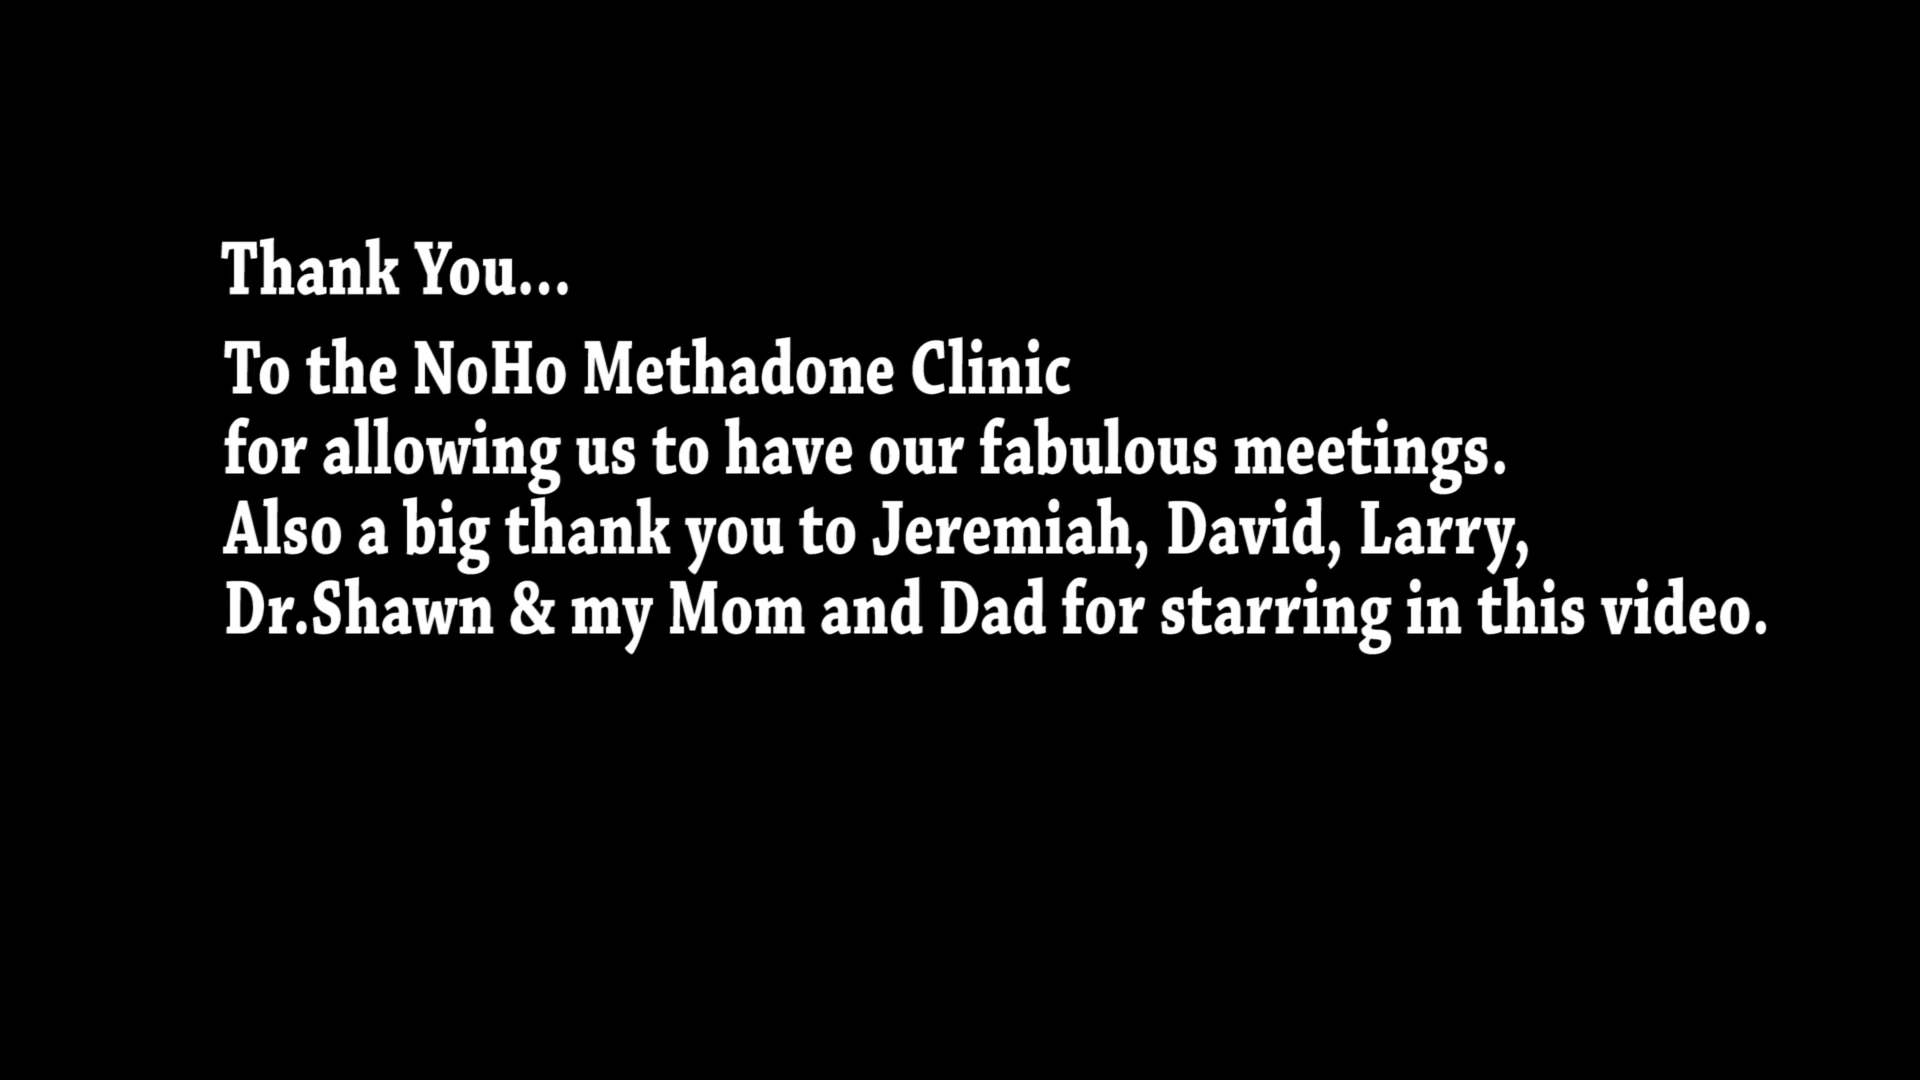 Thank You...
To the NoHo Methadone Clinic
for allowing us to have our fabulous meetings.
Also a big thank you to Jeremiah, David, Larry,
Dr.Shawn & my Mom and Dad for starring in this video.